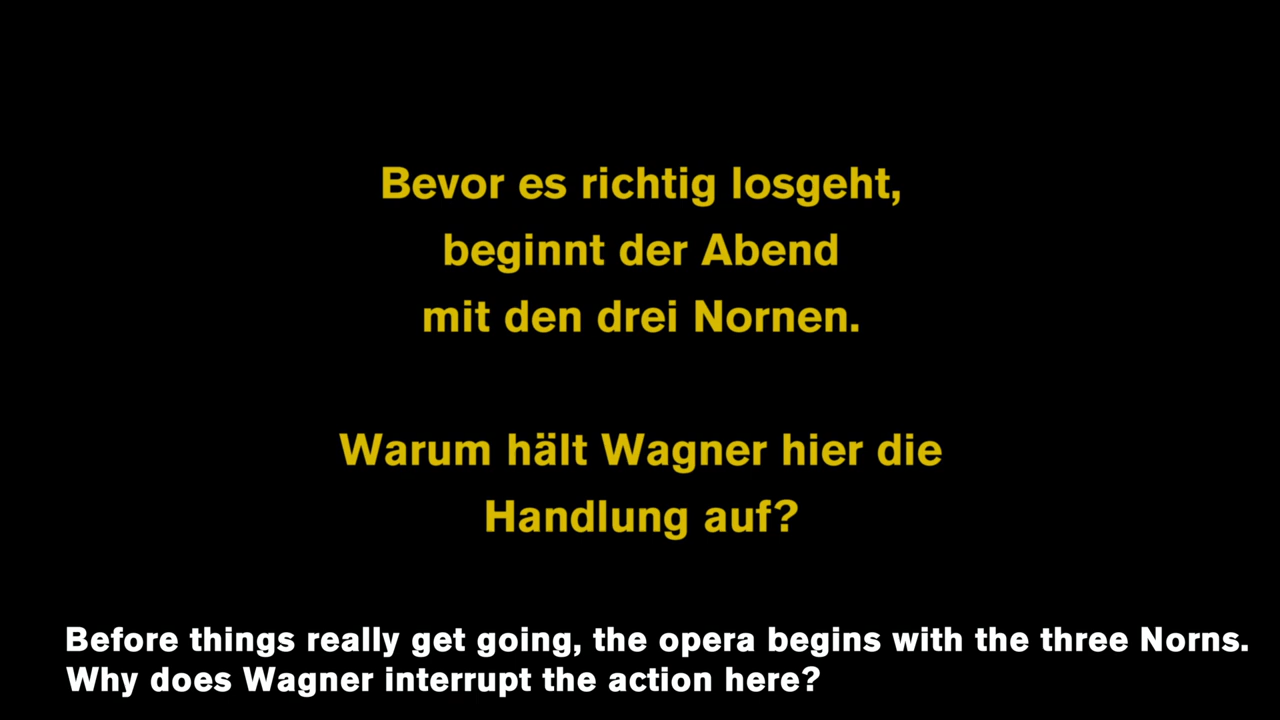 Bevor es richtig losgeht,
beginnt der Abend
mit den drei Nornen.
Warum hält Wagner hier die
Handlung auf?
Before things really get going, the opera begins with the three Norns.
Why does Wagner interrupt the action here?